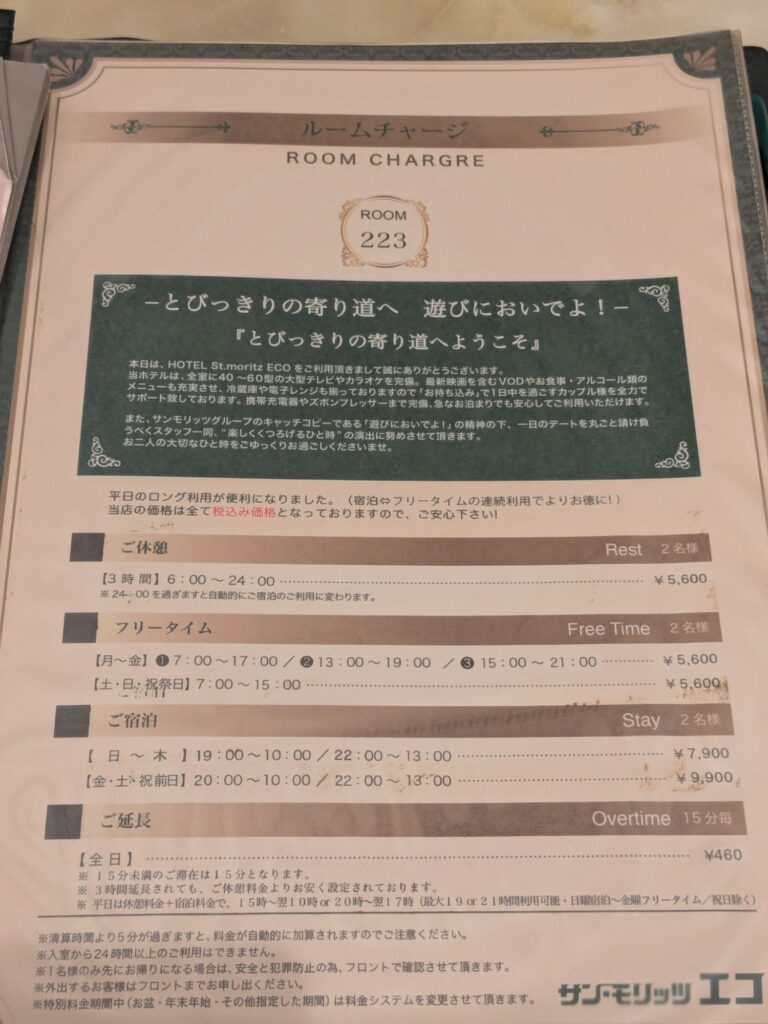 ルームチャージ
ROOM CHARGRE
ROOM
223
−とびっきりの寄り道へ 遊びにおいでよ！−
『とびっきりの寄り道へようこそ』
本日は、HOTEL St.moritz ECO をご利用頂きまして誠にありがとうございます。
当ホテルは、全室に40～60型の大型テレビやカラオケを完備。最新映画を含むVODやお食事・アルコール類の
メニューも充実させ、冷蔵庫や電子レンジも揃っておりますので「お持ち込み」で1日中を過ごすカップル様を全力で
サポート致しております。携帯充電器やズボンプレッサーまで完備、急なお泊まりでも安心してご利用いただけます。
また、サンモリッツグループのキャッチコピーである「遊びにおいでよ！」の精神の下、一日のデートを丸ごと請け負
うべくスタッフ一同、“楽しくくつろげるひと時”の演出に努めさせて頂きます。
お二人の大切なひと時をごゆっくりお過ごしくださいませ。
平日のロング利用が便利になりました。（宿泊⇔フリータイムの連続利用でよりお徳に！）
当店の価格は全て税込み価格となっておりますので、ご安心下さい!
ご休憩 Rest 2名様
【3時間】6：00～24：00 ¥5,600
※24：00を過ぎますと自動的にご宿泊のご利用に変わります。
フリータイム Free Time 2名様
【月～金】❶7：00～17：00／❷13：00～19：00／❸15：00～21：00 ¥5,600
【土・日・祝祭日】7：00～15：00 ¥5,600
ご宿泊 Stay 2名様
【日～木】19：00～10：00／22：00～13：00 ¥7,900
【金・土・祝前日】20：00～10：00／22：00～13：00 ¥9,900
ご延長 Overtime 15分毎
【全日】 ¥460
※ 15分未満のご滞在は15分となります。
※ 3時間延長されても、ご休憩料金よりお安く設定されております。
※ 平日は休憩料金＋宿泊料金で、15時～翌10時or20時～翌17時（最大19or21時間利用可能・日曜宿泊～金曜フリータイム／祝日除く）
※清算時間より5分が過ぎますと、料金が自動的に加算されますのでご注意ください。
※入室から24時間以上のご利用はできません。
※1名様のみ先にお帰りになる場合は、安全と犯罪防止の為、フロントで確認させて頂きます。
※外出するお客様はフロントまでお申し出ください。
※特別料金期間中（お盆・年末年始・その他指定した期間）は料金システムを変更させて頂きます。
サン・モリッツ エコ